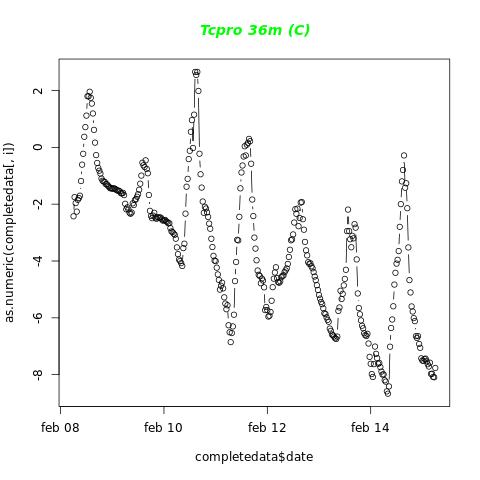 Tcpro 36m (C)
as.numeric(completedata[, i])
2
0
-2
-4
-6
-8
feb 08
feb 10
feb 12
feb 14
completedata$date